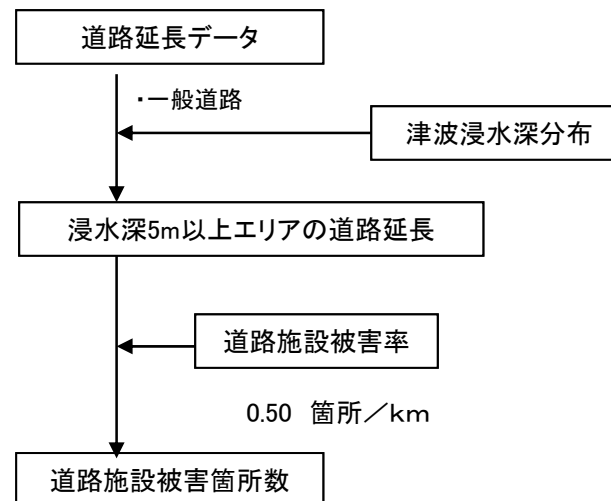 道路延長データ
・一般道路
津波浸水深分布
浸水深5m以上エリアの道路延長
道路施設被害率
0.50 箇所／ｋｍ
道路施設被害箇所数